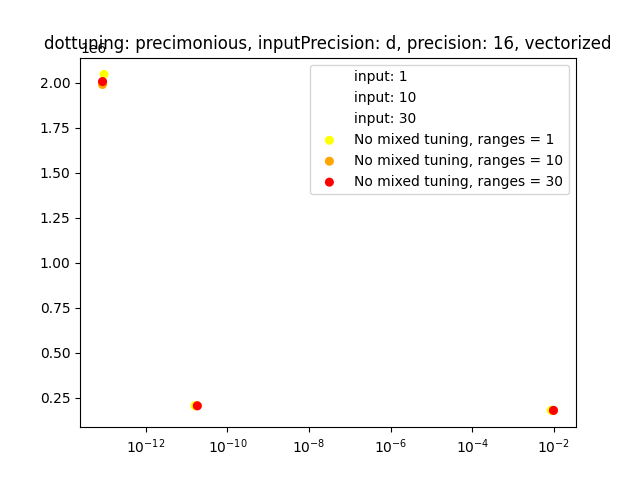 dottuning: precimonious, inputPrecision: d, precision: 16, vectorized
1e6
input: 1
input: 10
input: 30
No mixed tuning, ranges = 1
No mixed tuning, ranges = 10
No mixed tuning, ranges = 30
2.00
1.75
1.50
1.25
1.00
0.75
0.50
0.25
10⁻¹² 10⁻¹⁰ 10⁻⁸ 10⁻⁶ 10⁻⁴ 10⁻²